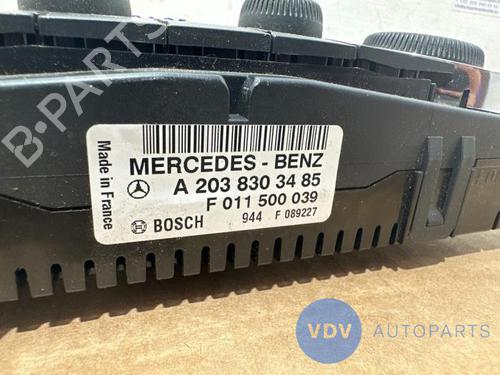 B-PARTS
Made in France
MERCEDES - BENZ
A 203 830 34 85
F 011 500 039
BOSCH 944 F 089227
VDV AUTOPARTS